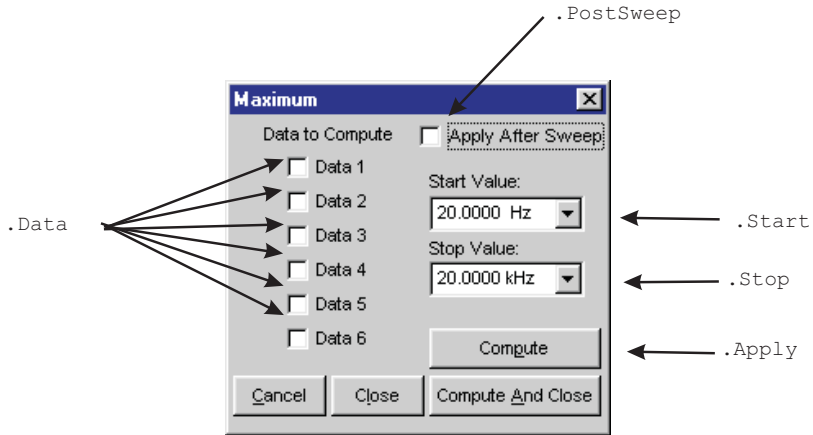 .PostSweep
Maximum
Data to Compute
Apply After Sweep
Data 1
Data 2
Data 3
Data 4
Data 5
Data 6
.Data
Start Value:
20.0000 Hz
.Start
Stop Value:
20.0000 kHz
.Stop
Compute
.Apply
Cancel
Close
Compute And Close